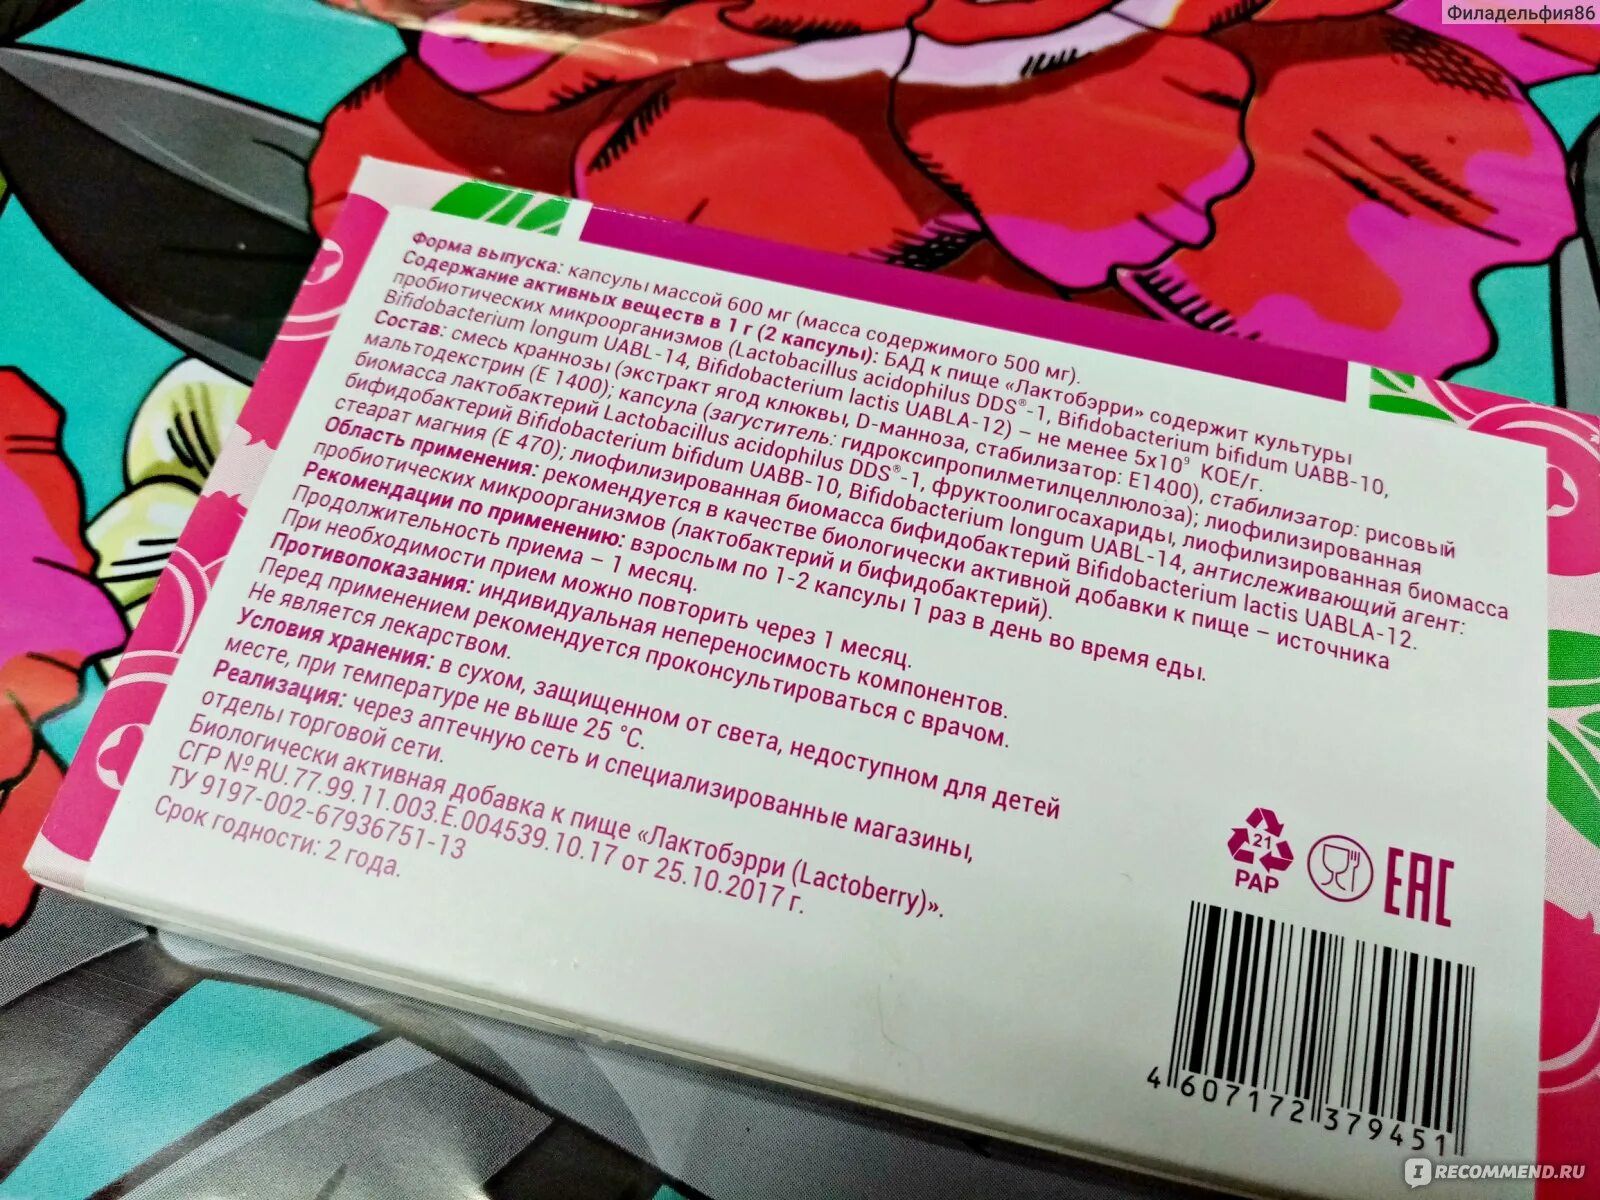 Филадельфия86
Форма выпуска: капсулы массой 600 мг (масса содержимого 500 мг).
Содержание активных веществ в 1 г (2 капсулы): БАД к пище «Лактобэрри» содержит культуры
пробиотических микроорганизмов (Lactobacillus acidophilus DDS®-1, Bifidobacterium bifidum UABB-10,
Bifidobacterium longum UABL-14, Bifidobacterium lactis UABLA-12) – не менее 5x10⁹ КОЕ/г.
Состав: смесь краннозы (экстракт ягод клюквы, D-манноза, стабилизатор: Е1400), стабилизатор: рисовый
мальтодекстрин (Е 1400); капсула (загуститель: гидроксипропилметилцеллюлоза); лиофилизированная
биомасса лактобактерий Lactobacillus acidophilus DDS®-1, фруктоолигосахариды, лиофилизированная биомасса
бифидобактерий Bifidobacterium bifidum UABB-10, Bifidobacterium longum UABL-14, антислеживающий агент:
стеарат магния (Е 470); лиофилизированная биомасса бифидобактерий Bifidobacterium lactis UABLA-12.
Область применения: рекомендуется в качестве биологически активной добавки к пище – источника
пробиотических микроорганизмов (лактобактерий и бифидобактерий).
Рекомендации по применению: взрослым по 1-2 капсулы 1 раз в день во время еды.
Продолжительность приема – 1 месяц.
При необходимости прием можно повторить через 1 месяц.
Противопоказания: индивидуальная непереносимость компонентов.
Перед применением рекомендуется проконсультироваться с врачом.
Не является лекарством.
Условия хранения: в сухом, защищенном от света, недоступном для детей
месте, при температуре не выше 25 °С.
Реализация: через аптечную сеть и специализированные магазины,
отделы торговой сети.
Биологически активная добавка к пище «Лактобэрри (Lactoberry)».
СГР № RU.77.99.11.003.E.004539.10.17 от 25.10.2017 г.
ТУ 9197-002-67936751-13
Срок годности: 2 года.
21
PAP
EAC
4 607172 379451
IRECOMMEND.RU